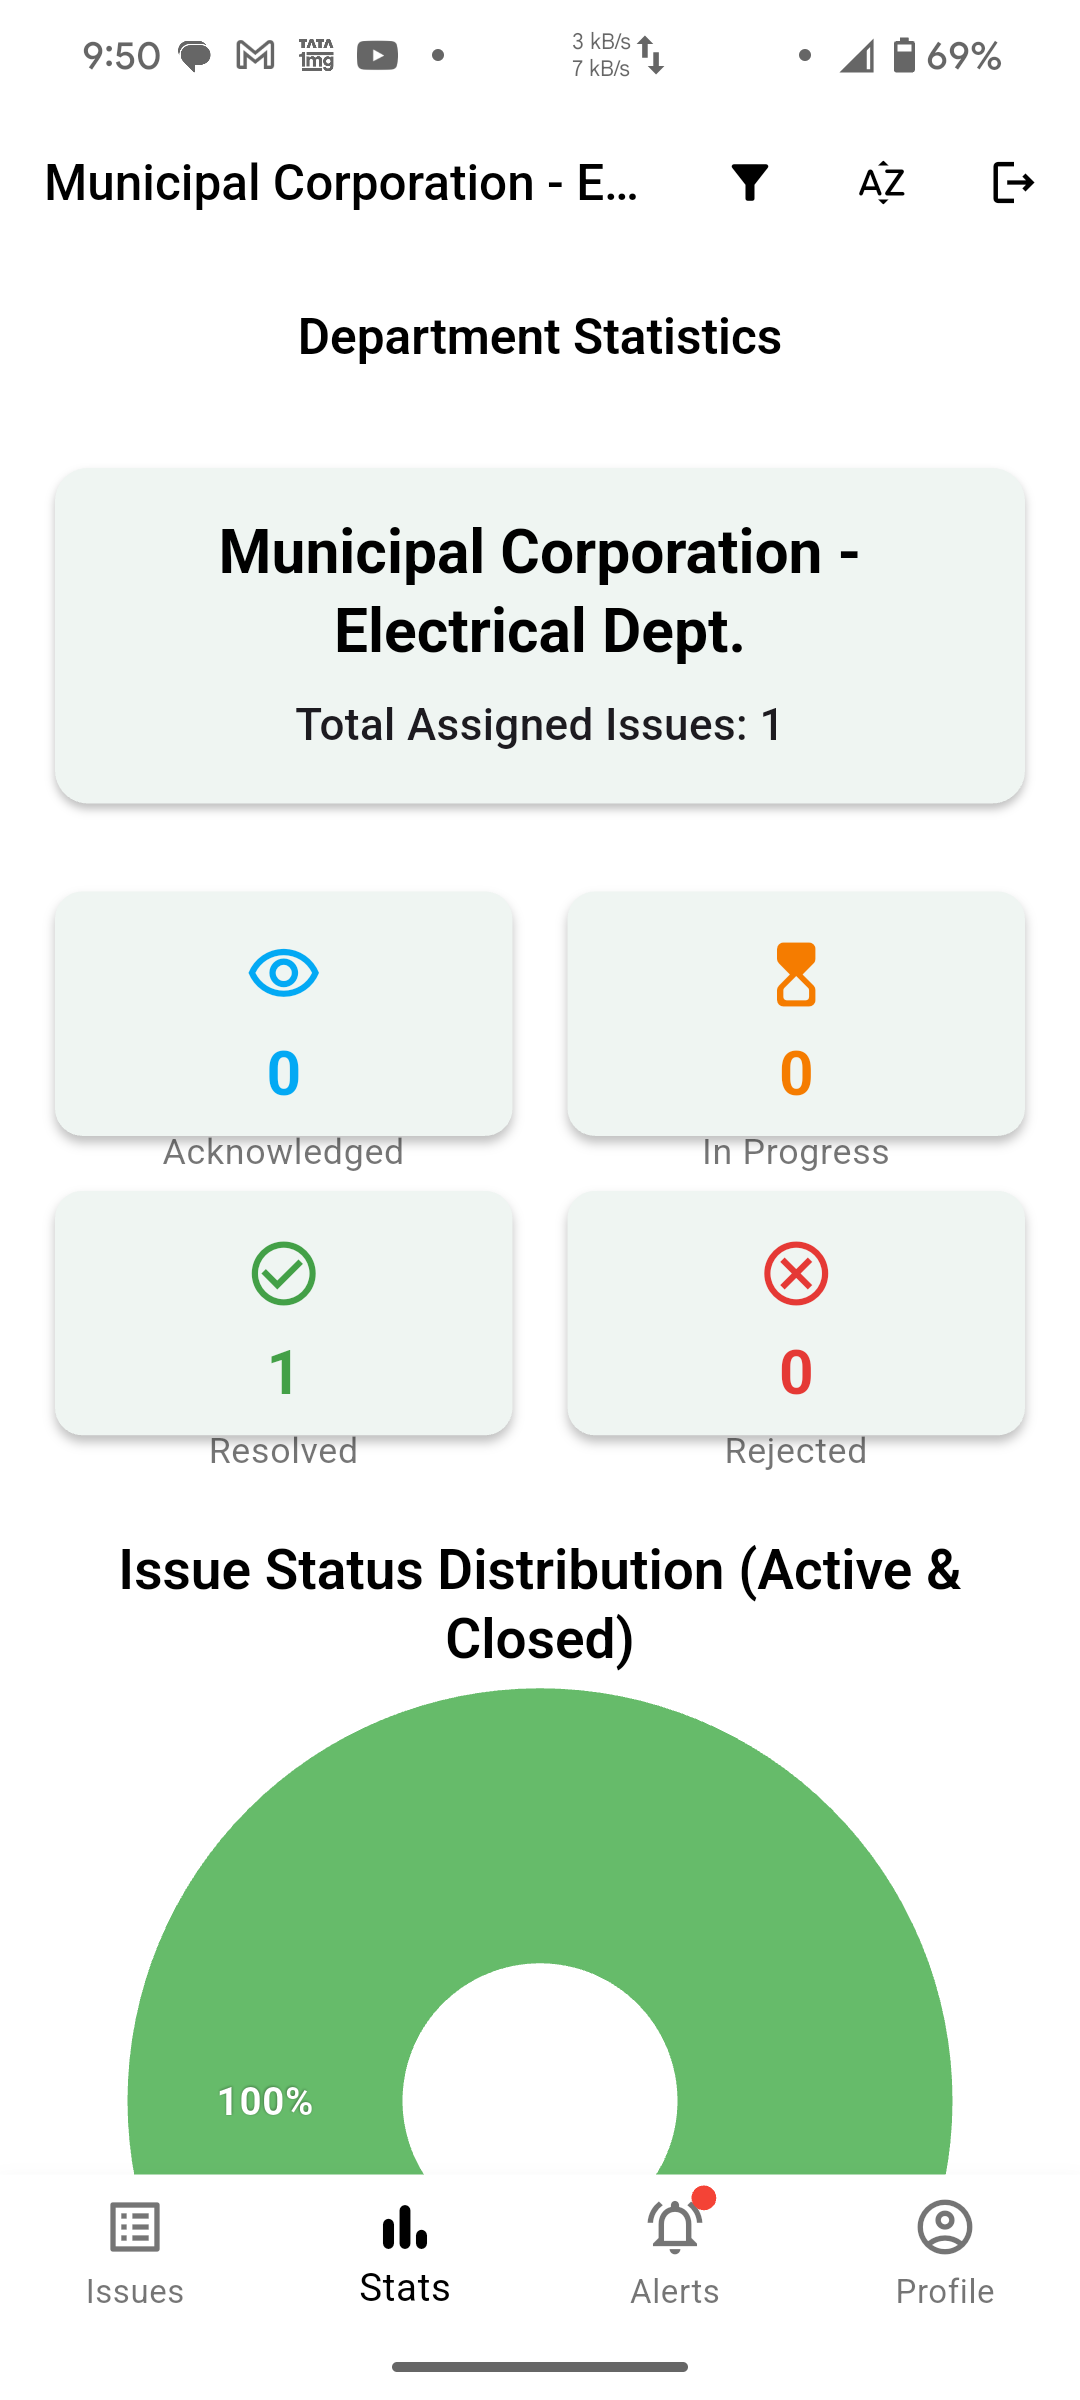 9:50
TATA
1mg
3 kB/s
7 kB/s
69%
Municipal Corporation - E...
AZ
Department Statistics
Municipal Corporation -
Electrical Dept.
Total Assigned Issues: 1
0
0
Acknowledged
In Progress
1
0
Resolved
Rejected
Issue Status Distribution (Active &
Closed)
100%
Issues
Stats
Alerts
Profile